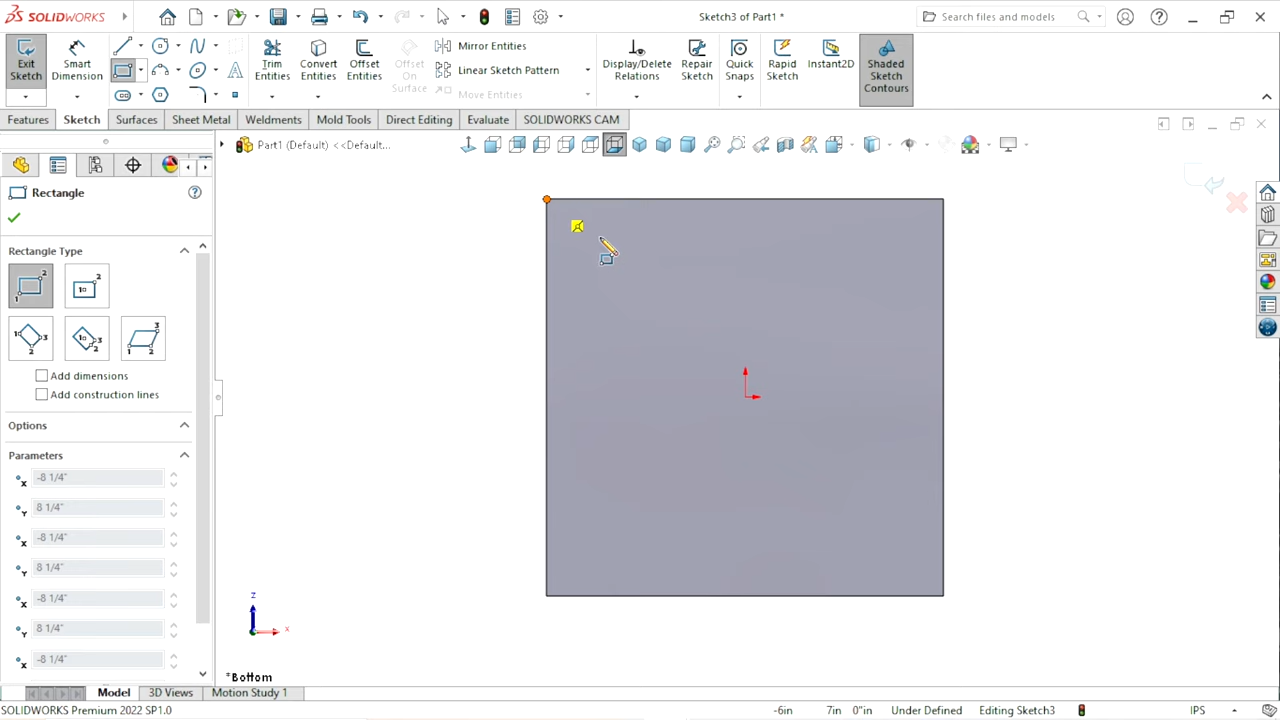 SOLIDWORKS
Sketch3 of Part1 *
Search files and models
Exit Sketch
Smart Dimension
Trim Entities
Convert Entities
Offset Entities
Offset On Surface
Mirror Entities
Linear Sketch Pattern
Move Entities
Display/Delete Relations
Repair Sketch
Quick Snaps
Rapid Sketch
Instant2D
Shaded Sketch Contours
Features
Sketch
Surfaces
Sheet Metal
Weldments
Mold Tools
Direct Editing
Evaluate
SOLIDWORKS CAM
Part1 (Default) <<Default...
Rectangle
Rectangle Type
Add dimensions
Add construction lines
Options
Parameters
-8 1/4"
8 1/4"
-8 1/4"
8 1/4"
-8 1/4"
8 1/4"
-8 1/4"
z
x
*Bottom
Model
3D Views
Motion Study 1
SOLIDWORKS Premium 2022 SP1.0
-6in
7in
0"in
Under Defined
Editing Sketch3
IPS